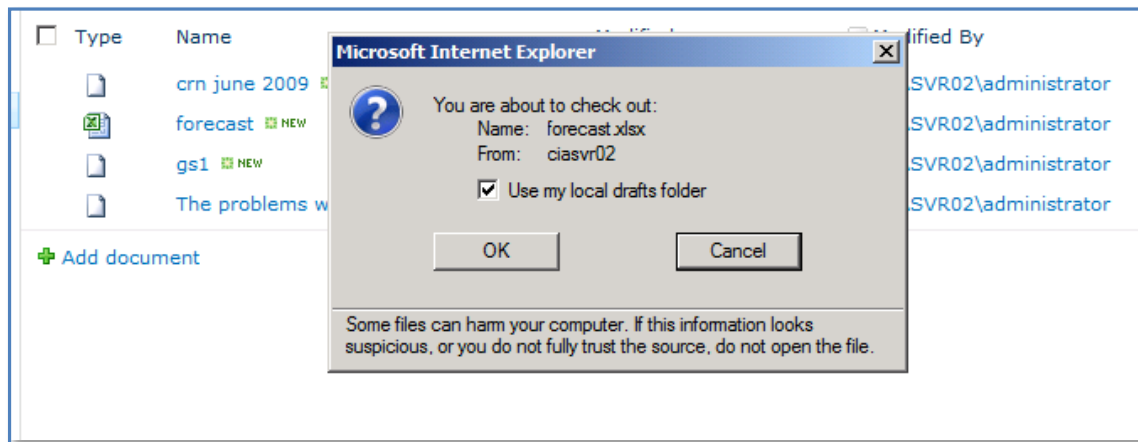 Type Name Modified By
Microsoft Internet Explorer
crn june 2009
.SVR02\administrator
You are about to check out:
Name: forecast.xlsx
From: ciasvr02
forecast NEW
.SVR02\administrator
gs1 NEW
.SVR02\administrator
Use my local drafts folder
The problems w
.SVR02\administrator
OK Cancel
Add document
Some files can harm your computer. If this information looks
suspicious, or you do not fully trust the source, do not open the file.